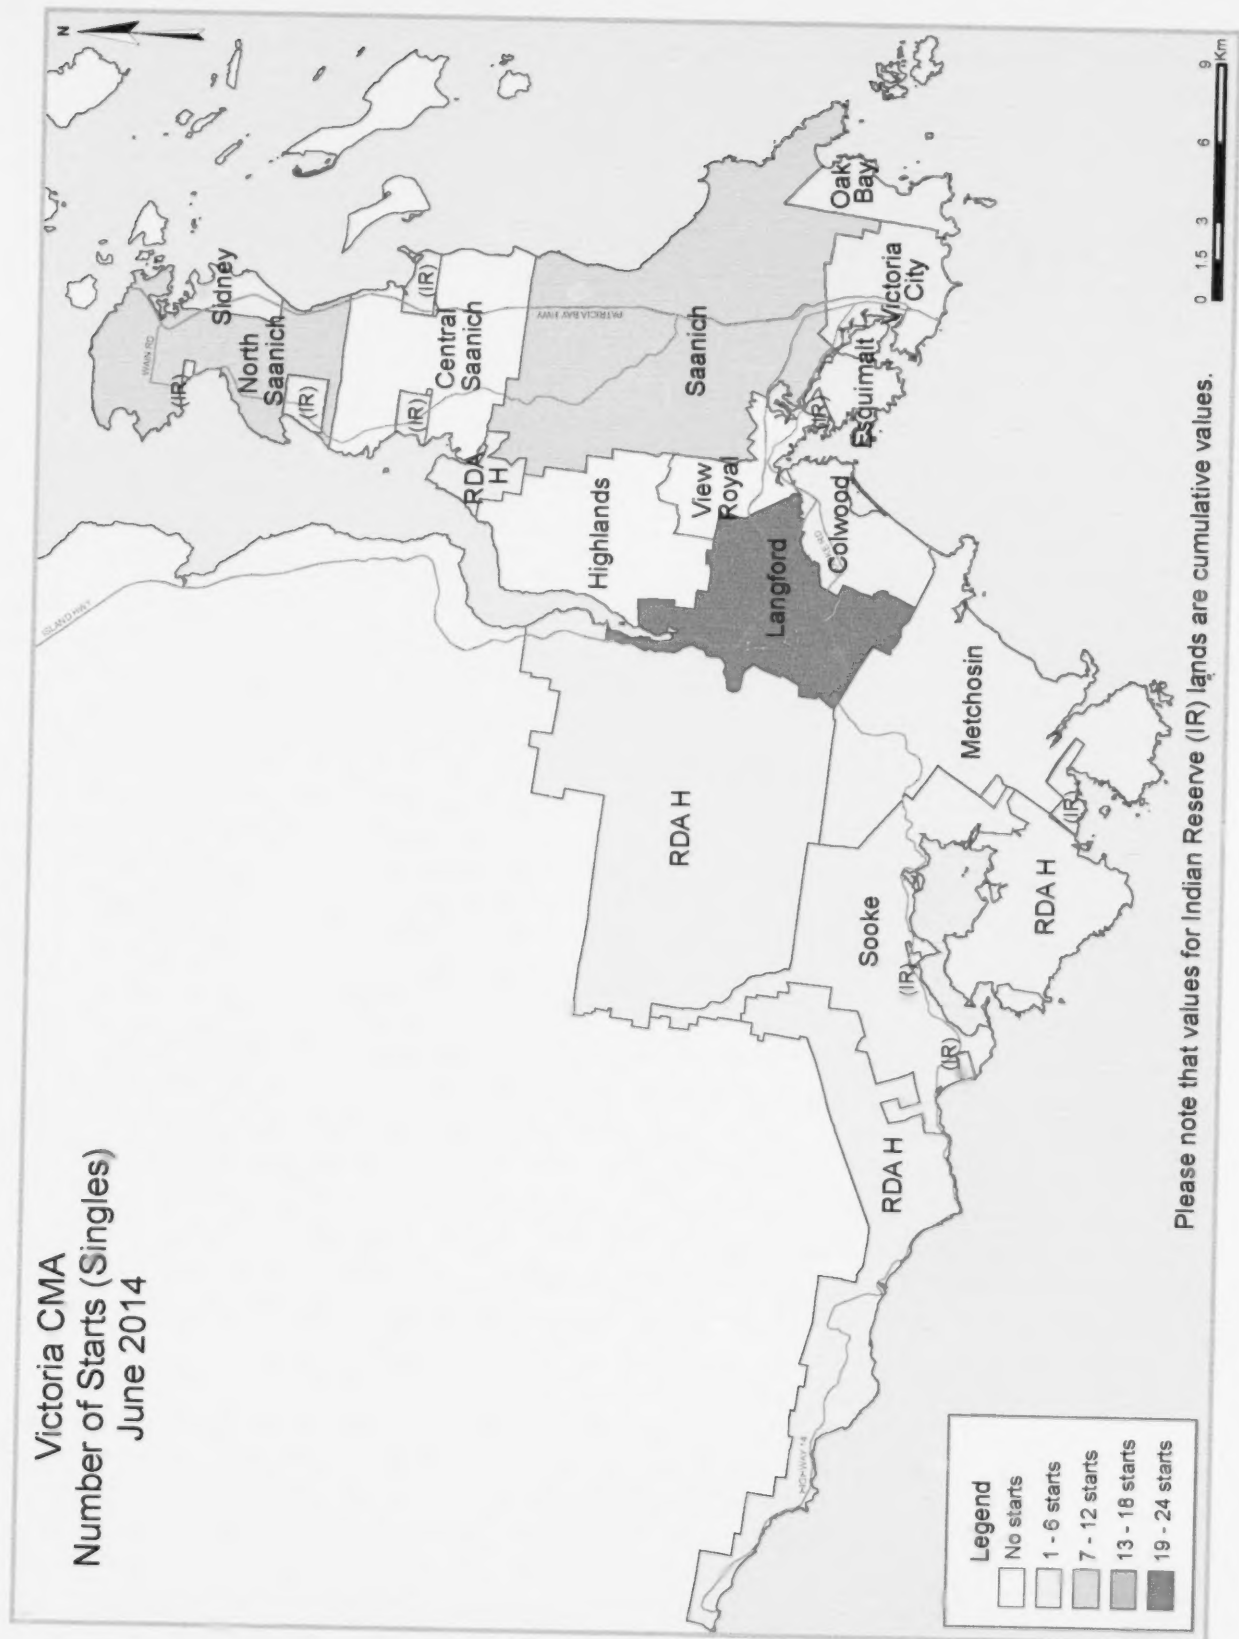 Victoria CMA
Number of Starts (Singles)
June 2014
N
ISLAND HWY
WAIN RD
(IR)
Sidney
North
Saanich
(IR)
(IR)
Central
Saanich
(IR)
PATRICIA BAY HWY
RDA
H
Highlands
Saanich
View
Royal
Oak
Bay
Victoria
City
(IR)
Esquimalt
Langford
Colwood
RDA H
Metchosin
Sooke
(IR)
(IR)
(IR)
RDA H
RDA H
HIGHWAY 14
Legend
No starts
1 - 6 starts
7 - 12 starts
13 - 18 starts
19 - 24 starts
0 1.5 3 6 9
Km
Please note that values for Indian Reserve (IR) lands are cumulative values.